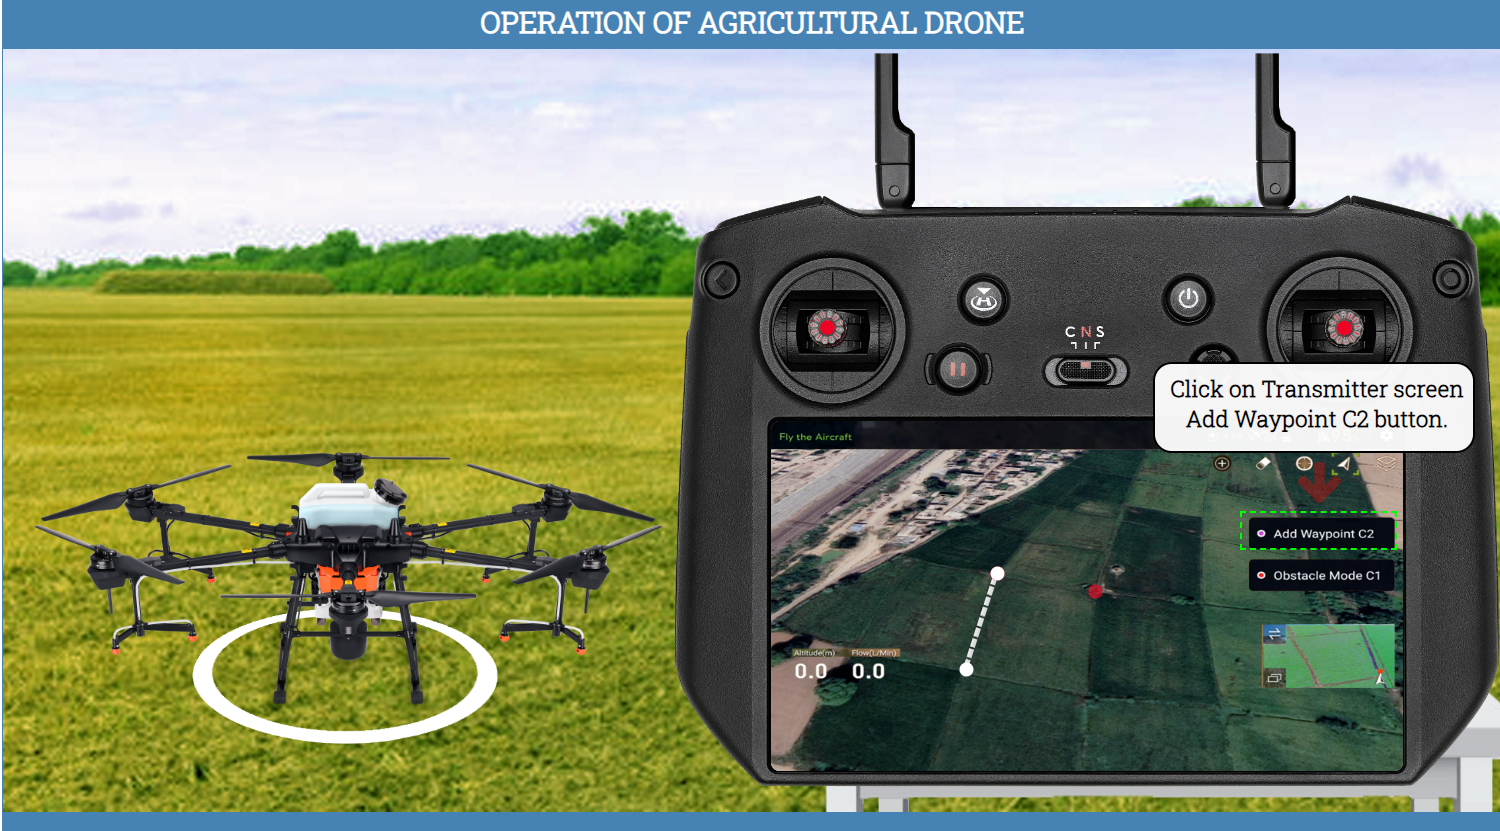 OPERATION OF AGRICULTURAL DRONE
C N S
Click on Transmitter screen
Add Waypoint C2 button.
Fly the Aircraft
Add Waypoint C2
Obstacle Mode C1
Altitude(m) Flow(L/Min)
0.0 0.0